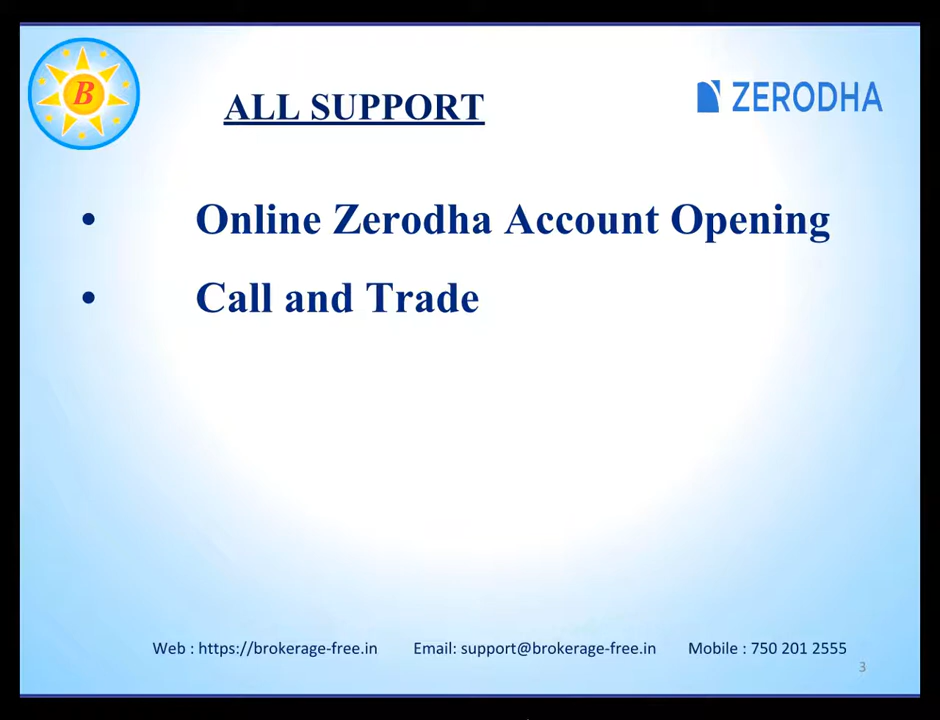 B
ALL SUPPORT
ZERODHA
• Online Zerodha Account Opening
• Call and Trade
Web : https://brokerage-free.in Email: support@brokerage-free.in Mobile : 750 201 2555
3